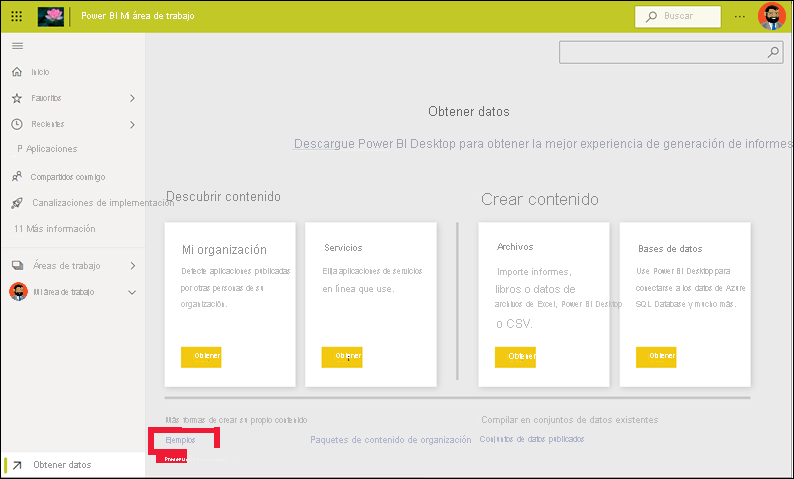 Power BI Mi área de trabajo
Buscar
Inicio
Favoritos
Recientes
P Aplicaciones
Compartidos conmigo
Canalizaciones de implementación
11 Más información
Áreas de trabajo
Mi área de trabajo
Obtener datos
Obtener datos
Descargue Power BI Desktop para obtener la mejor experiencia de generación de informes
Descubrir contenido
Crear contenido
Mi organización
Detecte aplicaciones publicadas
por otras personas de su
organización.
Obtener
Servicios
Elija aplicaciones de servicios
en línea que use.
Obtener
Archivos
Importe informes,
libros o datos de
archivos de Excel, Power BI Desktop
o CSV.
Obtener
Bases de datos
Use Power BI Desktop para
conectarse a los datos de Azure
SQL Database y mucho más.
Obtener
Más formas de crear su propio contenido
Compilar en conjuntos de datos existentes
Ejemplos
Paquetes de contenido de organización
Conjuntos de datos publicados